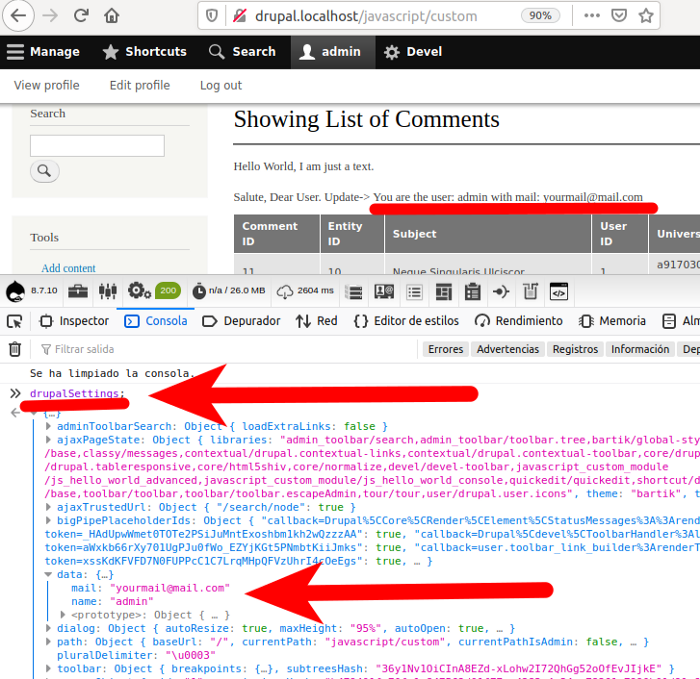 drupal.localhost/javascript/custom
90%
Manage Shortcuts Search admin Devel
View profile Edit profile Log out
Search
Showing List of Comments
Hello World, I am just a text.
Salute, Dear User. Update-> You are the user: admin with mail: yourmail@mail.com
Tools
Add content
Comment ID Entity ID Subject User ID Univers
11 10 Neque Singularis Ulciscor 1 a917030
8.7.10 200 n/a / 26.0 MB 2604 ms
Inspector Consola Depurador Red Editor de estilos Rendimiento Memoria Alm
Filtrar salida Errores Advertencias Registros Información Dep
Se ha limpiado la consola.
drupalSettings;
{…}
adminToolbarSearch: Object { loadExtraLinks: false }
ajaxPageState: Object { libraries: "admin_toolbar/search,admin_toolbar/toolbar.tree,bartik/global-sty
/base,classy/messages,contextual/drupal.contextual-links,contextual/drupal.contextual-toolbar,core/drup
/drupal.tableresponsive,core/html5shiv,core/normalize,devel/devel-toolbar,javascript_custom_module
/js_hello_world_advanced,javascript_custom_module/js_hello_world_console,quickedit/quickedit,shortcut/d
/base,toolbar/toolbar,toolbar/toolbar.escapeAdmin,tour/tour,user/drupal.user.icons", theme: "bartik", t
ajaxTrustedUrl: Object { "/search/node": true }
bigPipePlaceholderIds: Object { "callback=Drupal%5CCore%5CRender%5CElement%5CStatusMessages%3A%3Arend
token=_HAdUpwWmet0TOTe2PSiJuMntExoshbm1kh2wQzzzAA": true, "callback=Drupal%5Cdevel%5CToolbarHandler%3A
token=aWxkb66rXy701UgPJu0fWo_EZYjKGt5PNmbtKiiJmks": true, "callback=user.toolbar_link_builder%3ArenderT
true, … }
data: {…}
mail: "yourmail@mail.com"
name: "admin"
<prototype>: Object { … }
dialog: Object { autoResize: true, maxHeight: "95%", autoOpen: true, … }
path: Object { baseUrl: "/", currentPath: "javascript/custom", currentPathIsAdmin: false, … }
pluralDelimiter: "\u0003"
toolbar: Object { breakpoints: {…}, subtreesHash: "36y1Nv1OiCInA8EZd-xLohw2I72QhGg52oOfEvJIjkE" }